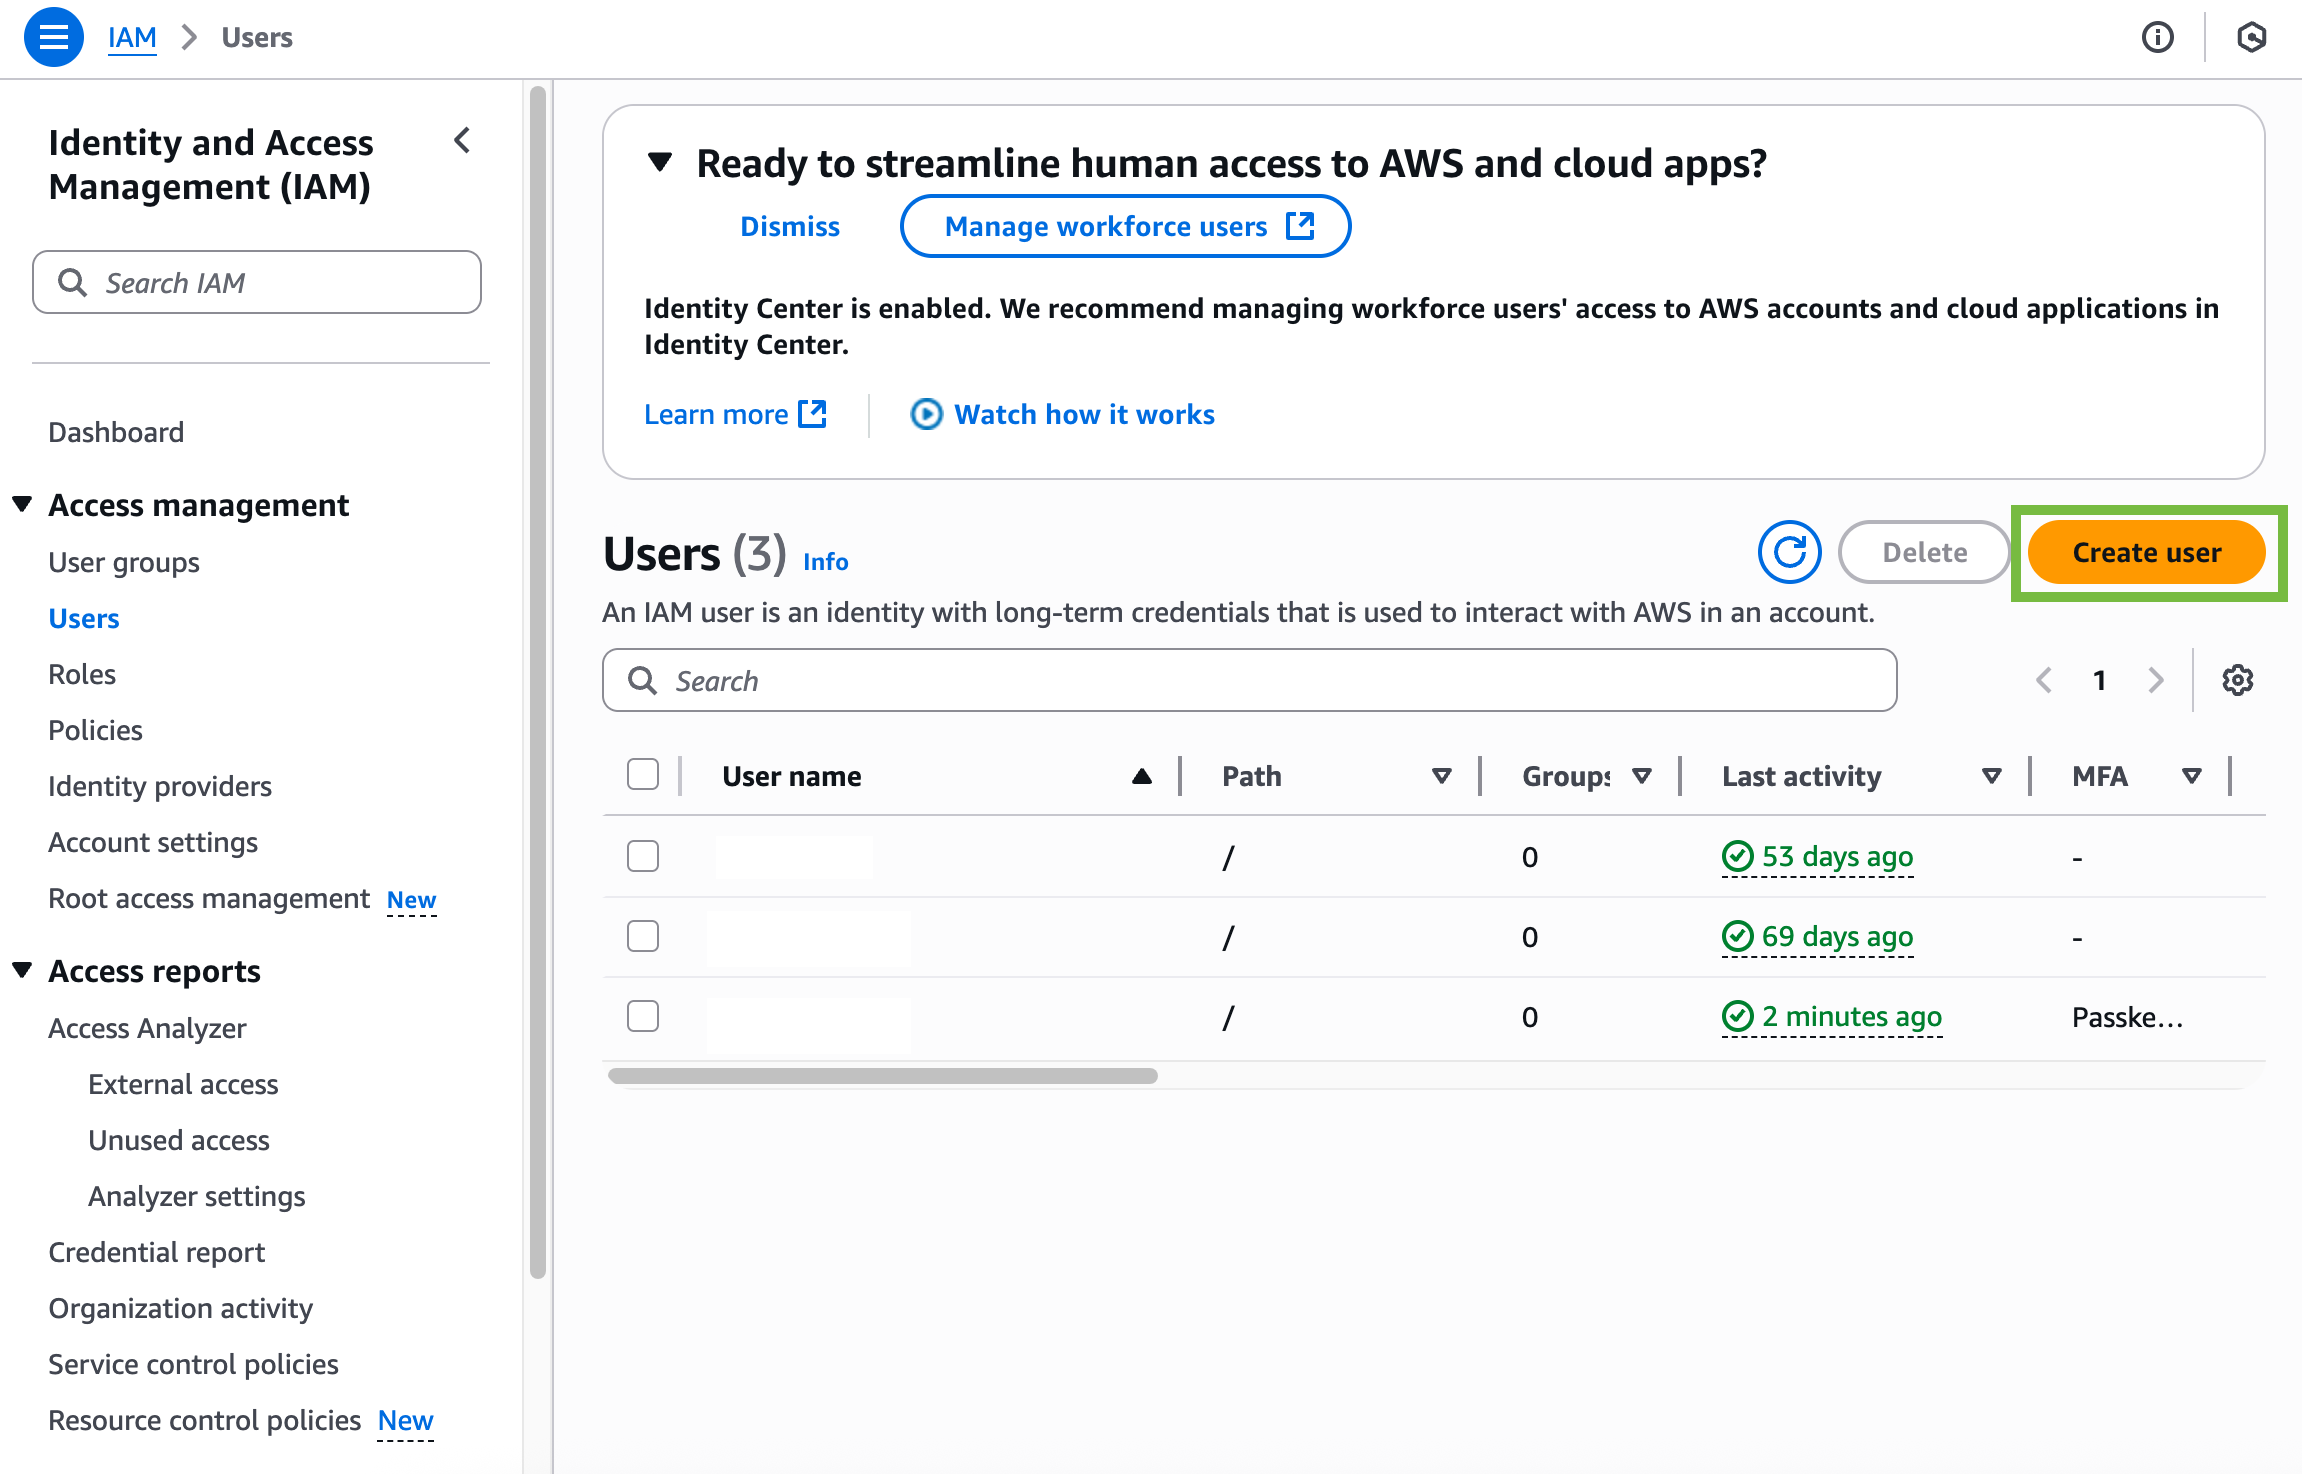 IAM > Users
Identity and Access
Management (IAM)
Search IAM
Dashboard
Access management
User groups
Users
Roles
Policies
Identity providers
Account settings
Root access management New
Access reports
Access Analyzer
External access
Unused access
Analyzer settings
Credential report
Organization activity
Service control policies
Resource control policies New
Ready to streamline human access to AWS and cloud apps?
Dismiss Manage workforce users
Identity Center is enabled. We recommend managing workforce users' access to AWS accounts and cloud applications in
Identity Center.
Learn more Watch how it works
Users (3) Info Delete Create user
An IAM user is an identity with long-term credentials that is used to interact with AWS in an account.
Search 1
User name Path Groups Last activity MFA
/ 0 53 days ago -
/ 0 69 days ago -
/ 0 2 minutes ago Passke...